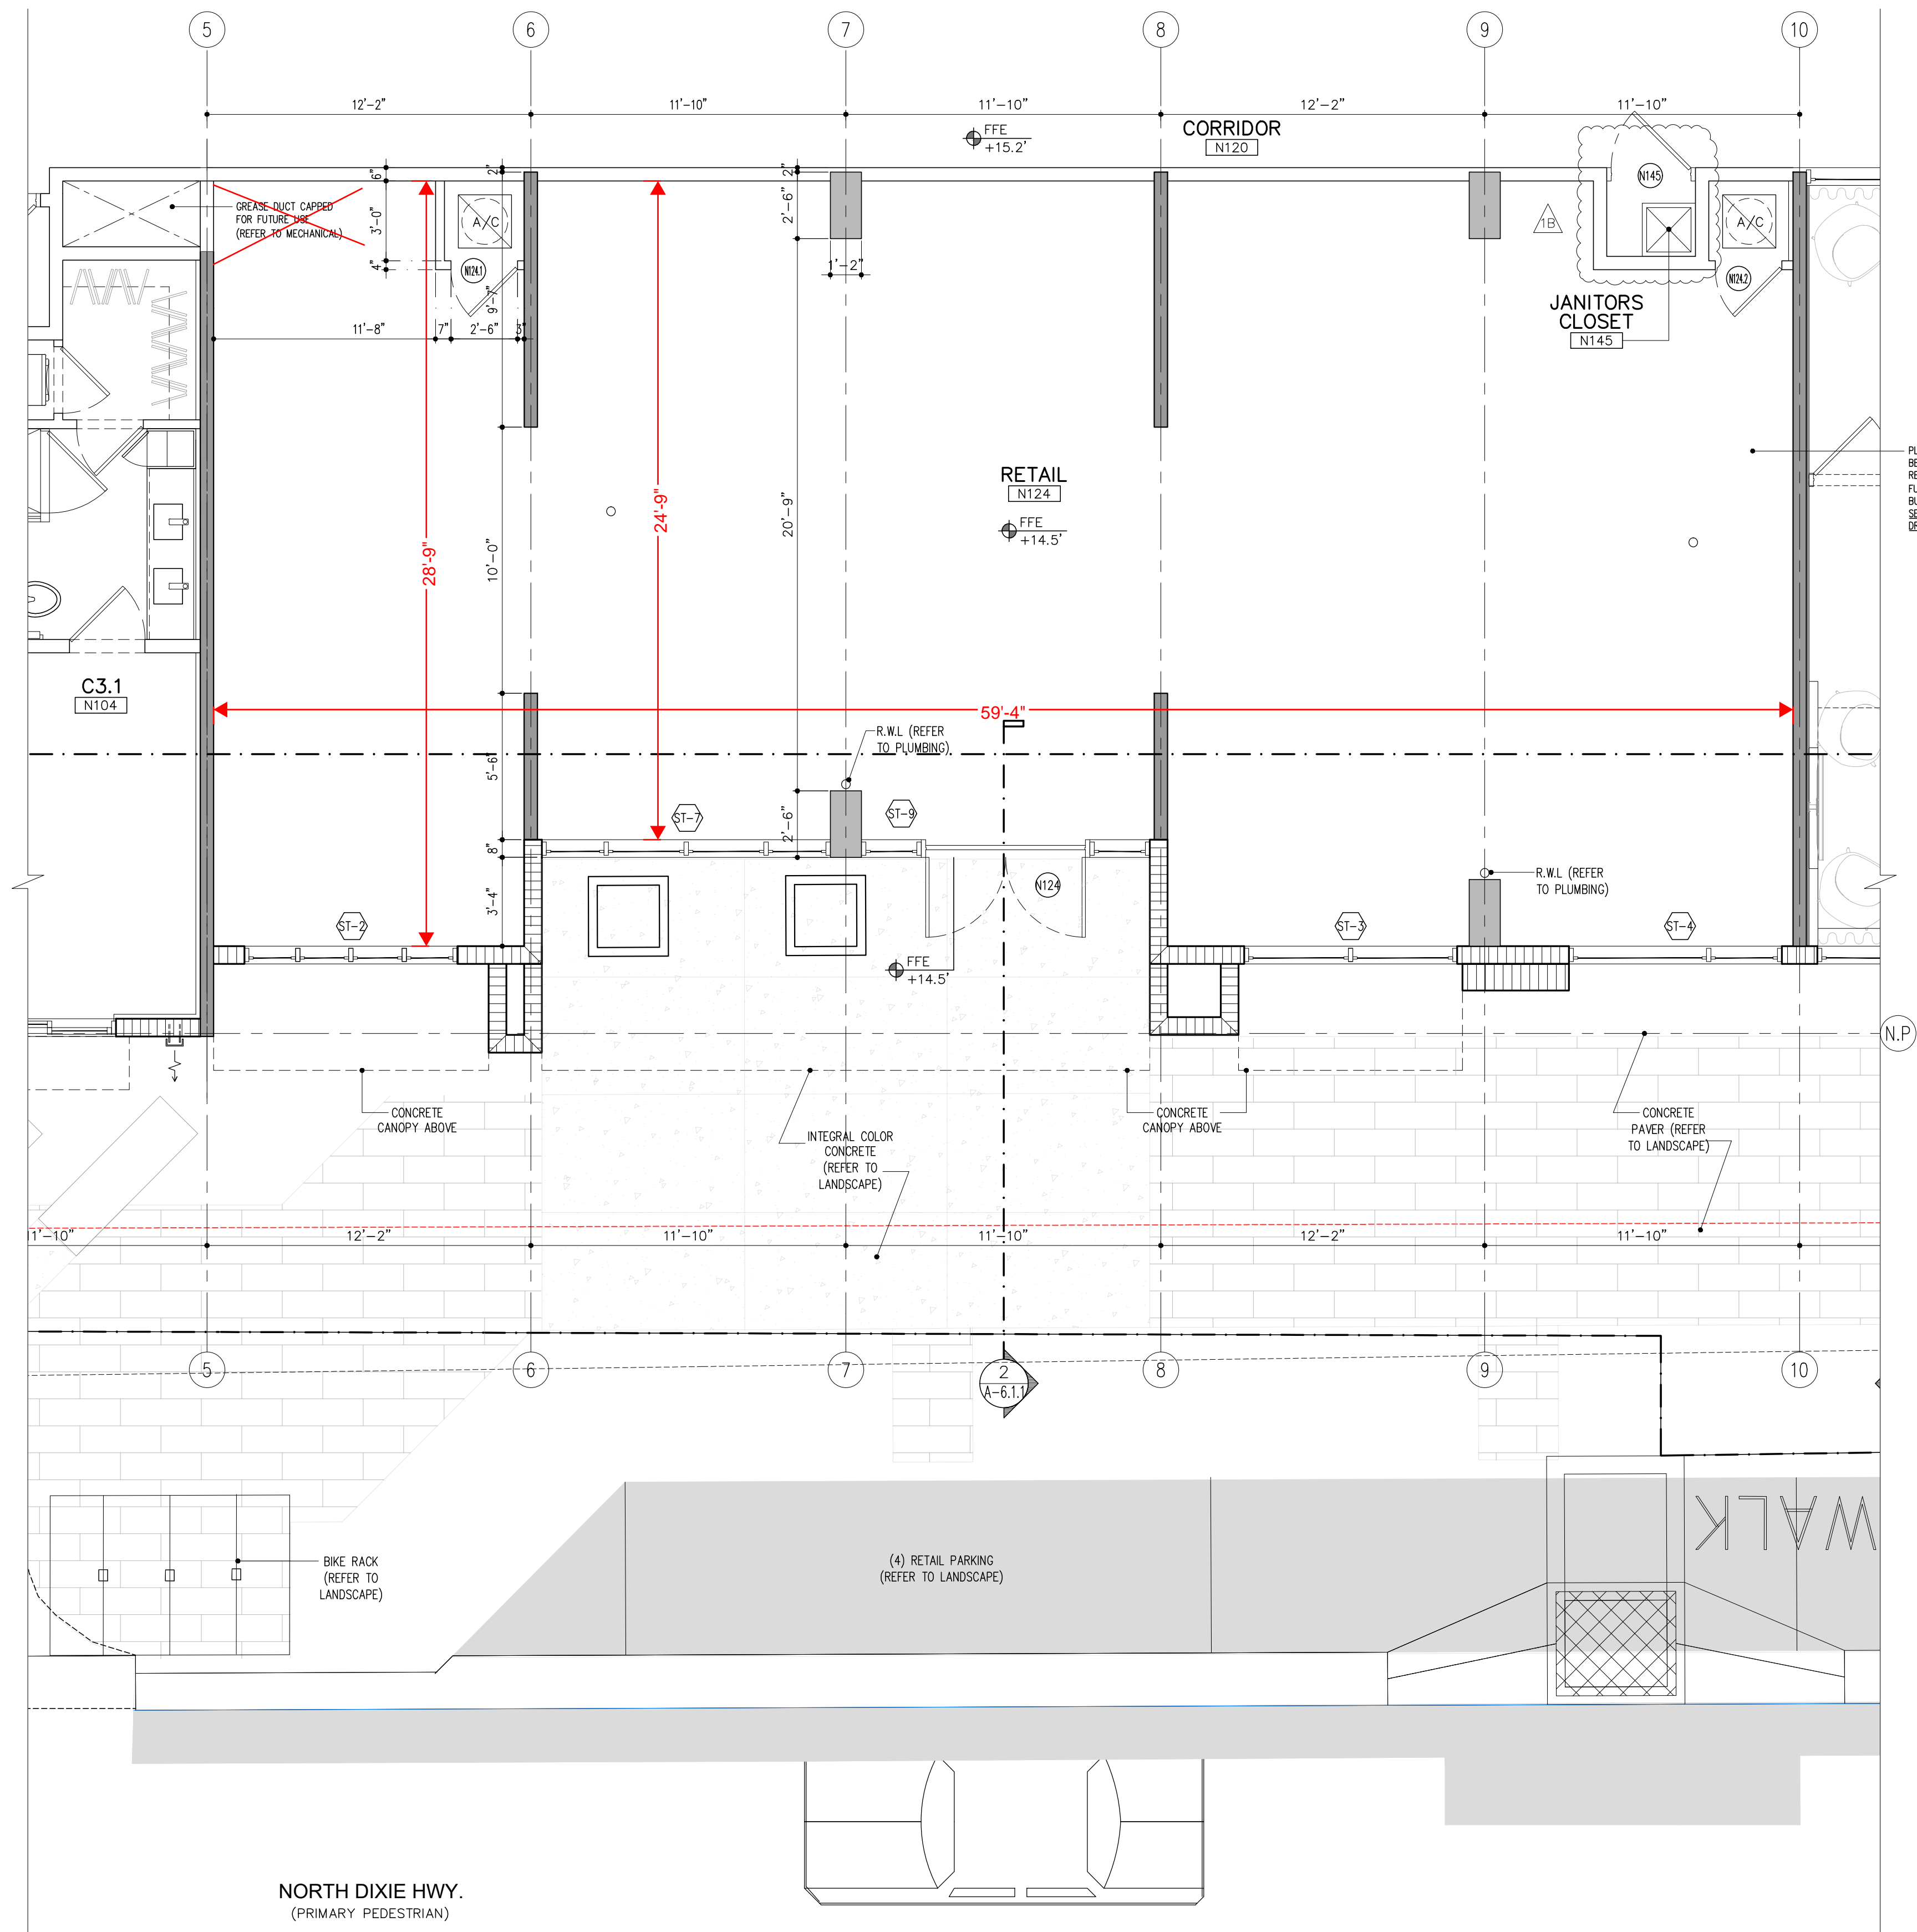 5 6 7 8 9 10
12'-2" 11'-10" 11'-10" 12'-2" 11'-10"
FFE
+15.2'
CORRIDOR
N120
6" 2" 2"
GREASE DUCT CAPPED
FOR FUTURE USE
(REFER TO MECHANICAL)
3'-0"
4"
A/C
N124.1
2'-6"
1'-2"
9'-7"
11'-8" 7" 2'-6" 3"
1B
N145
A/C
N124.2
JANITORS
CLOSET
N145
RETAIL
N124
FFE
+14.5'
28'-9"
24'-9"
20'-9"
10'-0"
59'-4"
C3.1
N104
R.W.L (REFER
TO PLUMBING)
5'-6"
ST-7
2'-6"
ST-9
8"
3'-4"
N124
R.W.L (REFER
TO PLUMBING)
ST-2
ST-3
ST-4
FFE
+14.5'
N.P
CONCRETE
CANOPY ABOVE
INTEGRAL COLOR
CONCRETE
(REFER TO
LANDSCAPE)
CONCRETE
CANOPY ABOVE
CONCRETE
PAVER (REFER
TO LANDSCAPE)
11'-10" 12'-2" 11'-10" 11'-10" 12'-2" 11'-10"
5 6 7 8 9 10
2
A-6.1.1
WALK
BIKE RACK
(REFER TO
LANDSCAPE)
(4) RETAIL PARKING
(REFER TO LANDSCAPE)
NORTH DIXIE HWY.
(PRIMARY PEDESTRIAN)